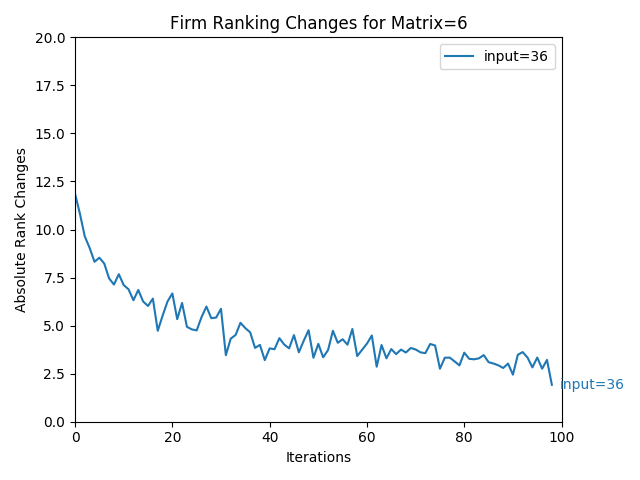 Firm Ranking Changes for Matrix=6
input=36
Absolute Rank Changes
20.0
17.5
15.0
12.5
10.0
7.5
5.0
2.5
0.0
input=36
0 20 40 60 80 100
Iterations